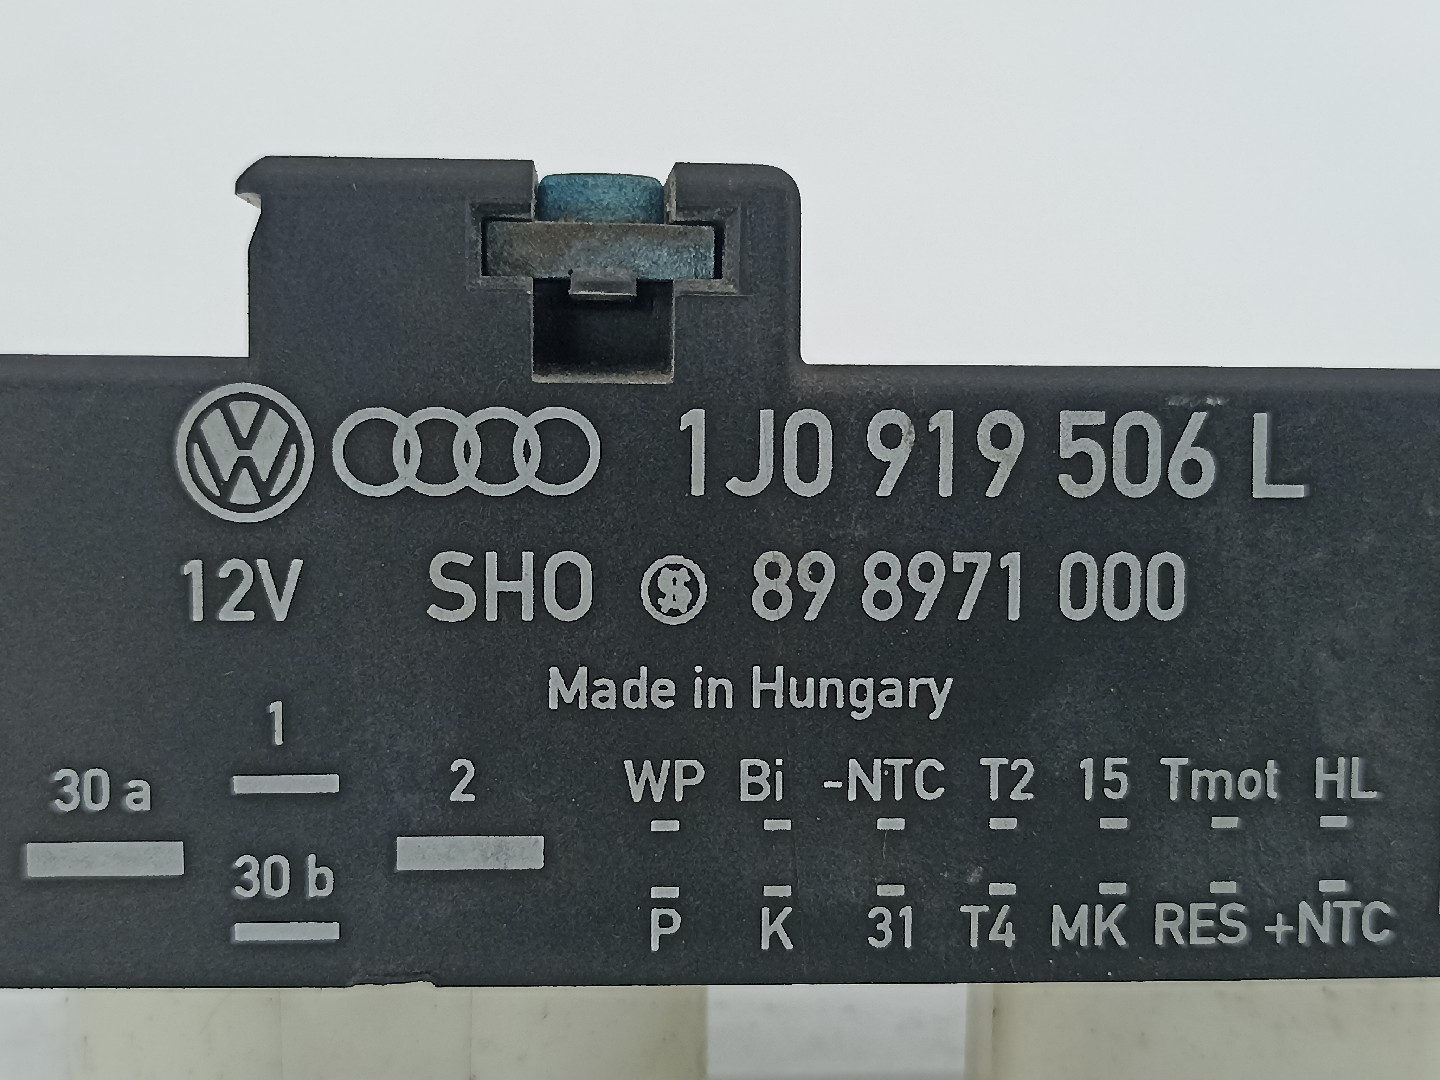 1J0 919 506 L
12V SHO 89 8971 000
Made in Hungary
1
30 a 2 WP Bi -NTC T2 15 Tmot HL
30 b
P K 31 T4 MK RES +NTC